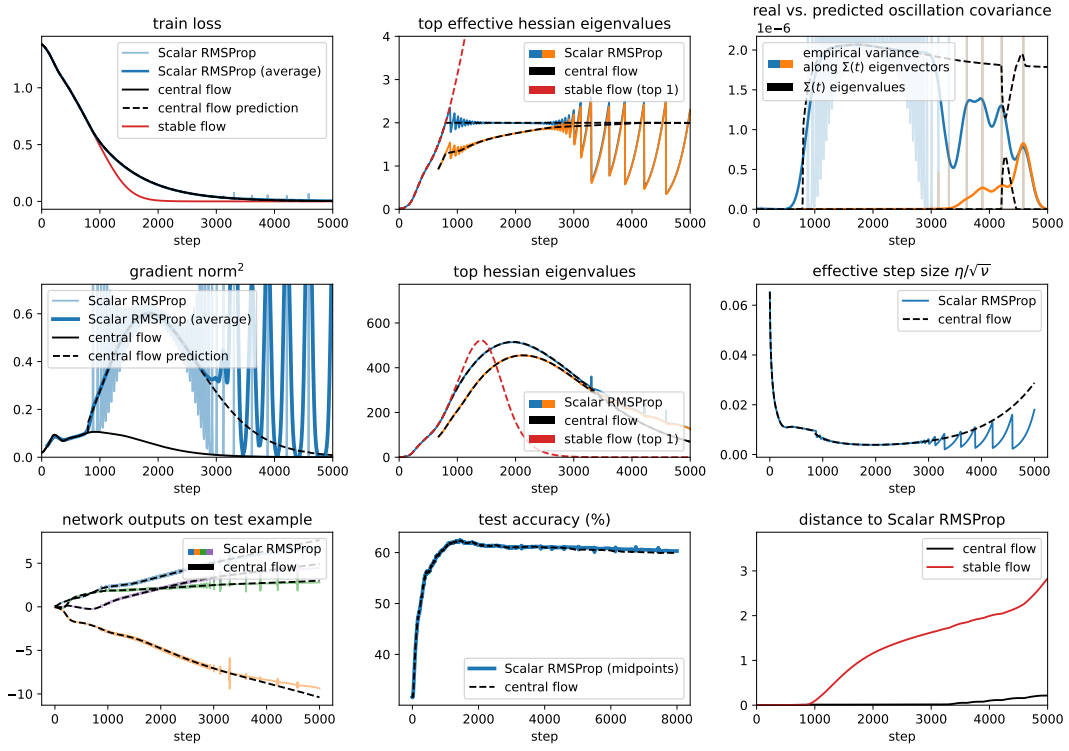 train loss
Scalar RMSProp
Scalar RMSProp (average)
central flow
central flow prediction
stable flow
0.0
0.5
1.0
0
1000
2000
3000
4000
5000
step
top effective hessian eigenvalues
Scalar RMSProp
central flow
stable flow (top 1)
0
1
2
3
4
0
1000
2000
3000
4000
5000
step
real vs. predicted oscillation covariance
1e−6
empirical variance
along Σ(t) eigenvectors
Σ(t) eigenvalues
0.0
0.5
1.0
1.5
2.0
0
1000
2000
3000
4000
5000
step
gradient norm²
Scalar RMSProp
Scalar RMSProp (average)
central flow
central flow prediction
0.0
0.2
0.4
0.6
0
1000
2000
3000
4000
5000
step
top hessian eigenvalues
Scalar RMSProp
central flow
stable flow (top 1)
0
200
400
600
0
1000
2000
3000
4000
5000
step
effective step size η/√ν
Scalar RMSProp
central flow
0.00
0.02
0.04
0.06
0
1000
2000
3000
4000
5000
step
network outputs on test example
Scalar RMSProp
central flow
−10
−5
0
5
0
1000
2000
3000
4000
5000
step
test accuracy (%)
Scalar RMSProp (midpoints)
central flow
40
50
60
0
2000
4000
6000
8000
step
distance to Scalar RMSProp
central flow
stable flow
0
1
2
3
0
1000
2000
3000
4000
5000
step